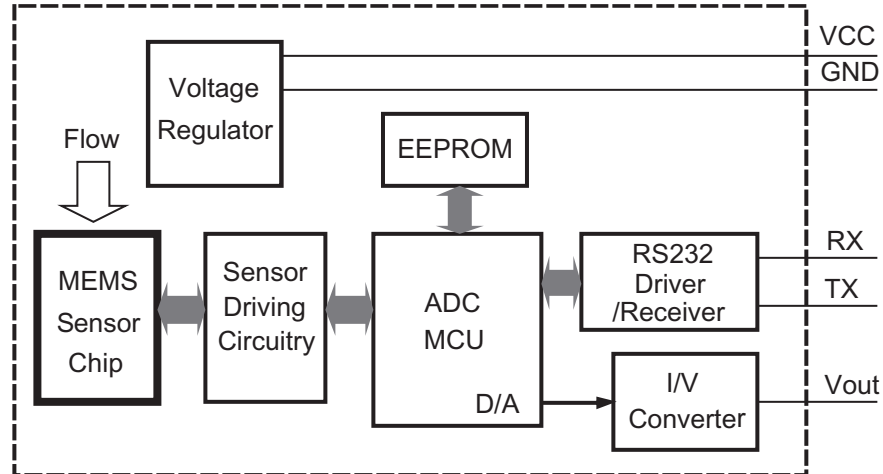 VCC
GND
Voltage
Regulator
Flow
EEPROM
MEMS
Sensor
Chip
Sensor
Driving
Circuitry
ADC
MCU
D/A
RS232
Driver
/Receiver
RX
TX
I/V
Converter
Vout